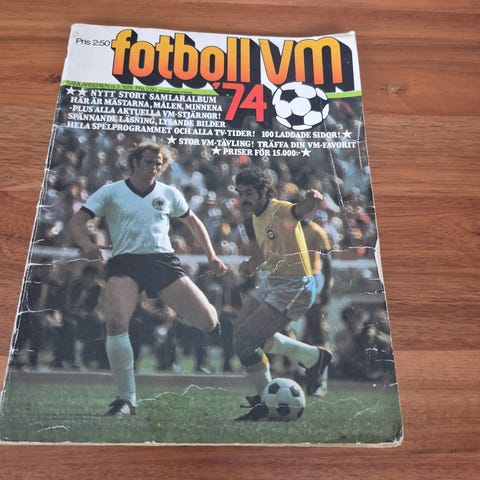 Pris 2:50
fotboll VM
'74
★★ NYTT STORT SAMLARALBUM
HÄR ÄR MÄSTARNA, MÅLEN, MINNENA
-PLUS ALLA AKTUELLA VM-STJÄRNOR!
SPÄNNANDE LÄSNING, LYSANDE BILDER
HELA SPELPROGRAMMET OCH ALLA TV-TIDER! 100 LADDADE SIDOR! ★
★ STOR VM-TÄVLING! TRÄFFA DIN VM-FAVORIT
★ PRISER FÖR 15.000:- ★